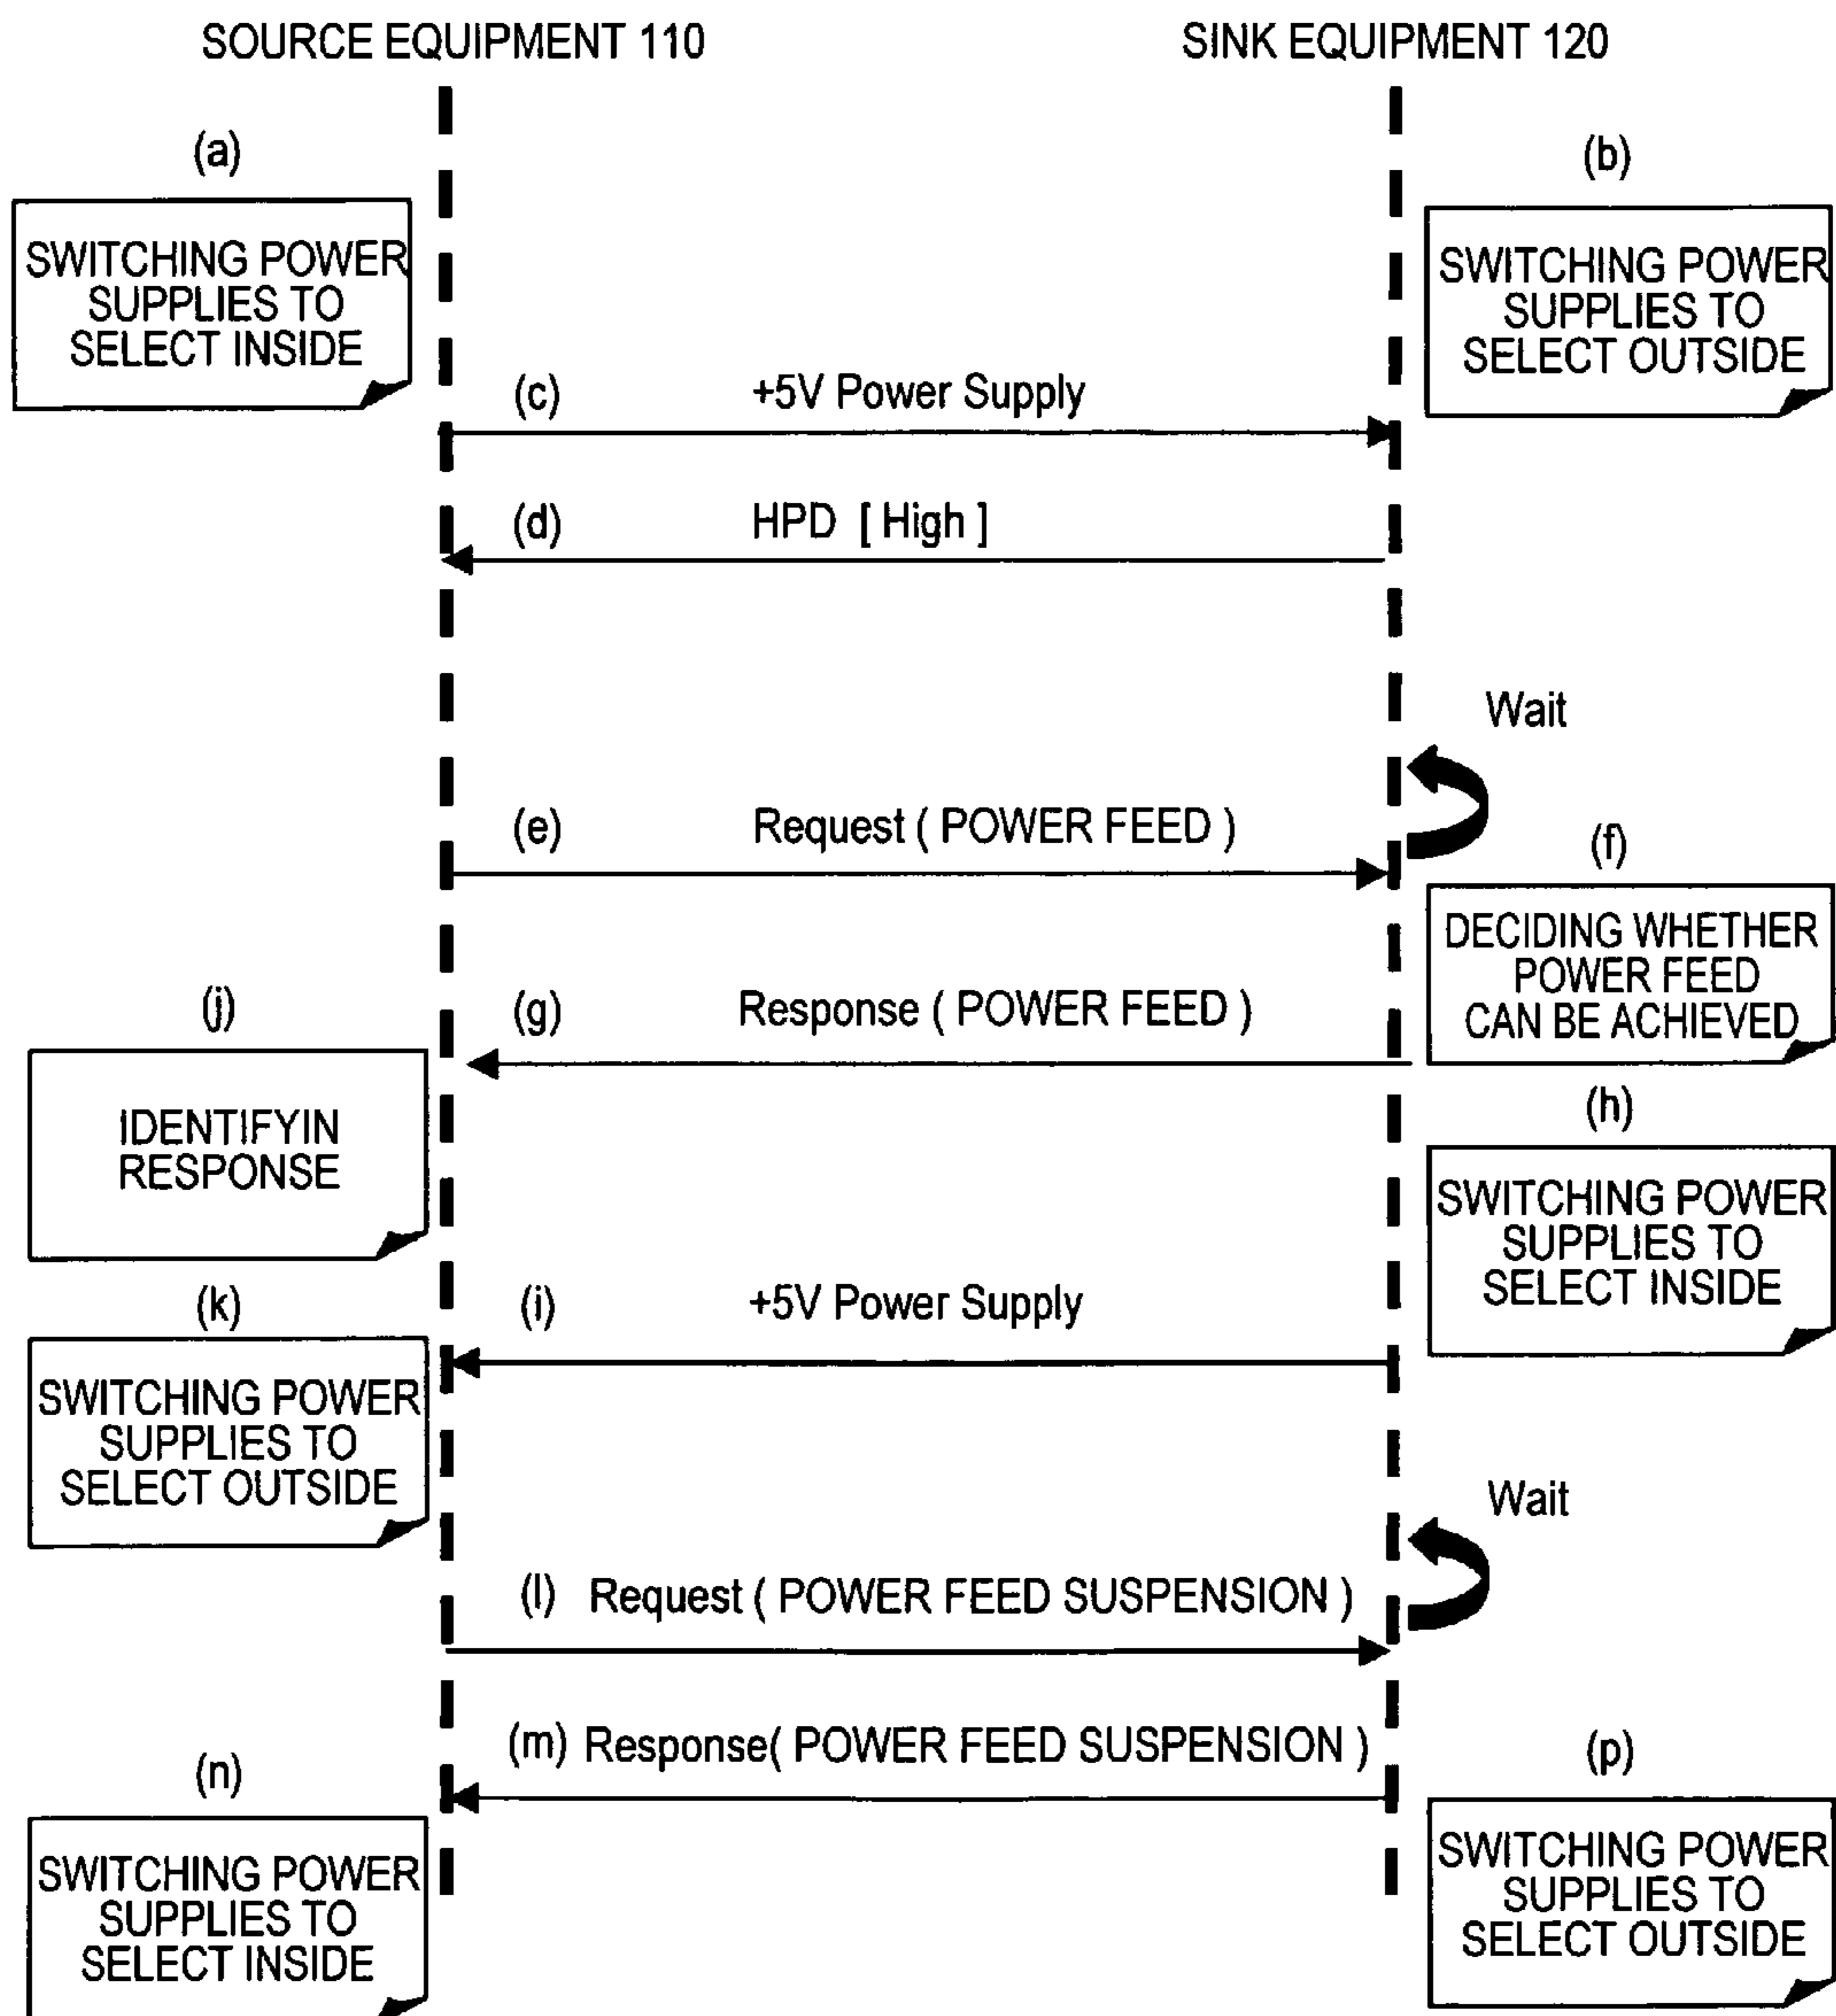 SOURCE EQUIPMENT 110
SINK EQUIPMENT 120
(a)
SWITCHING POWER
SUPPLIES TO
SELECT INSIDE
(b)
SWITCHING POWER
SUPPLIES TO
SELECT OUTSIDE
(c) +5V Power Supply
(d) HPD [ High ]
Wait
(e) Request ( POWER FEED )
(f)
DECIDING WHETHER
POWER FEED
CAN BE ACHIEVED
(g) Response ( POWER FEED )
(j)
IDENTIFYIN
RESPONSE
(h)
SWITCHING POWER
SUPPLIES TO
SELECT INSIDE
(i) +5V Power Supply
(k)
SWITCHING POWER
SUPPLIES TO
SELECT OUTSIDE
Wait
(l) Request ( POWER FEED SUSPENSION )
(m) Response( POWER FEED SUSPENSION )
(n)
SWITCHING POWER
SUPPLIES TO
SELECT INSIDE
(p)
SWITCHING POWER
SUPPLIES TO
SELECT OUTSIDE